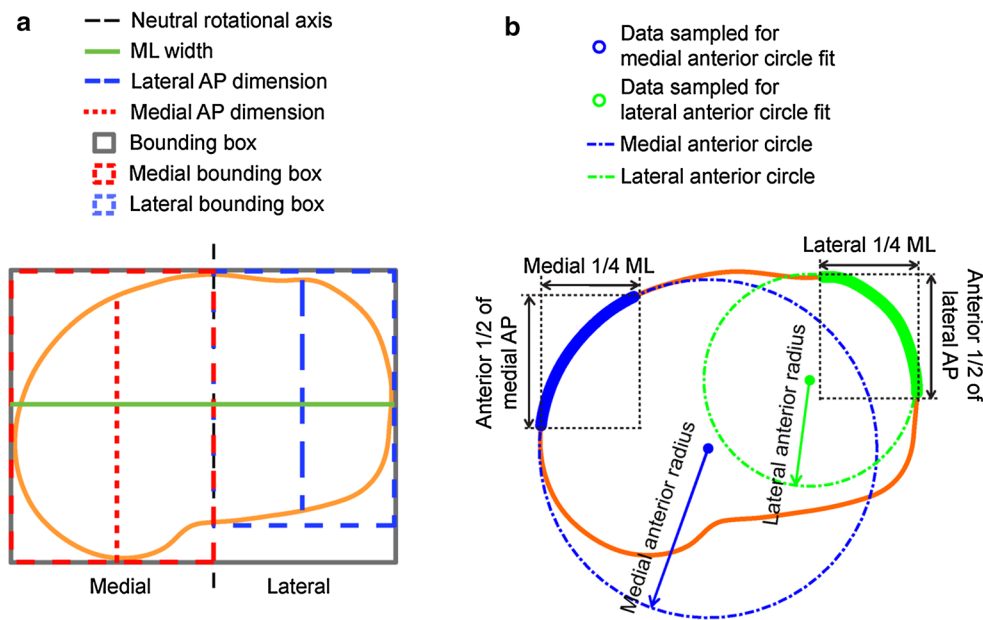 a
Neutral rotational axis
ML width
Lateral AP dimension
Medial AP dimension
Bounding box
Medial bounding box
Lateral bounding box
Medial
Lateral
b
Data sampled for
medial anterior circle fit
Data sampled for
lateral anterior circle fit
Medial anterior circle
Lateral anterior circle
Medial 1/4 ML
Lateral 1/4 ML
Anterior 1/2 of
medial AP
Anterior 1/2 of
lateral AP
Medial anterior radius
Lateral anterior radius